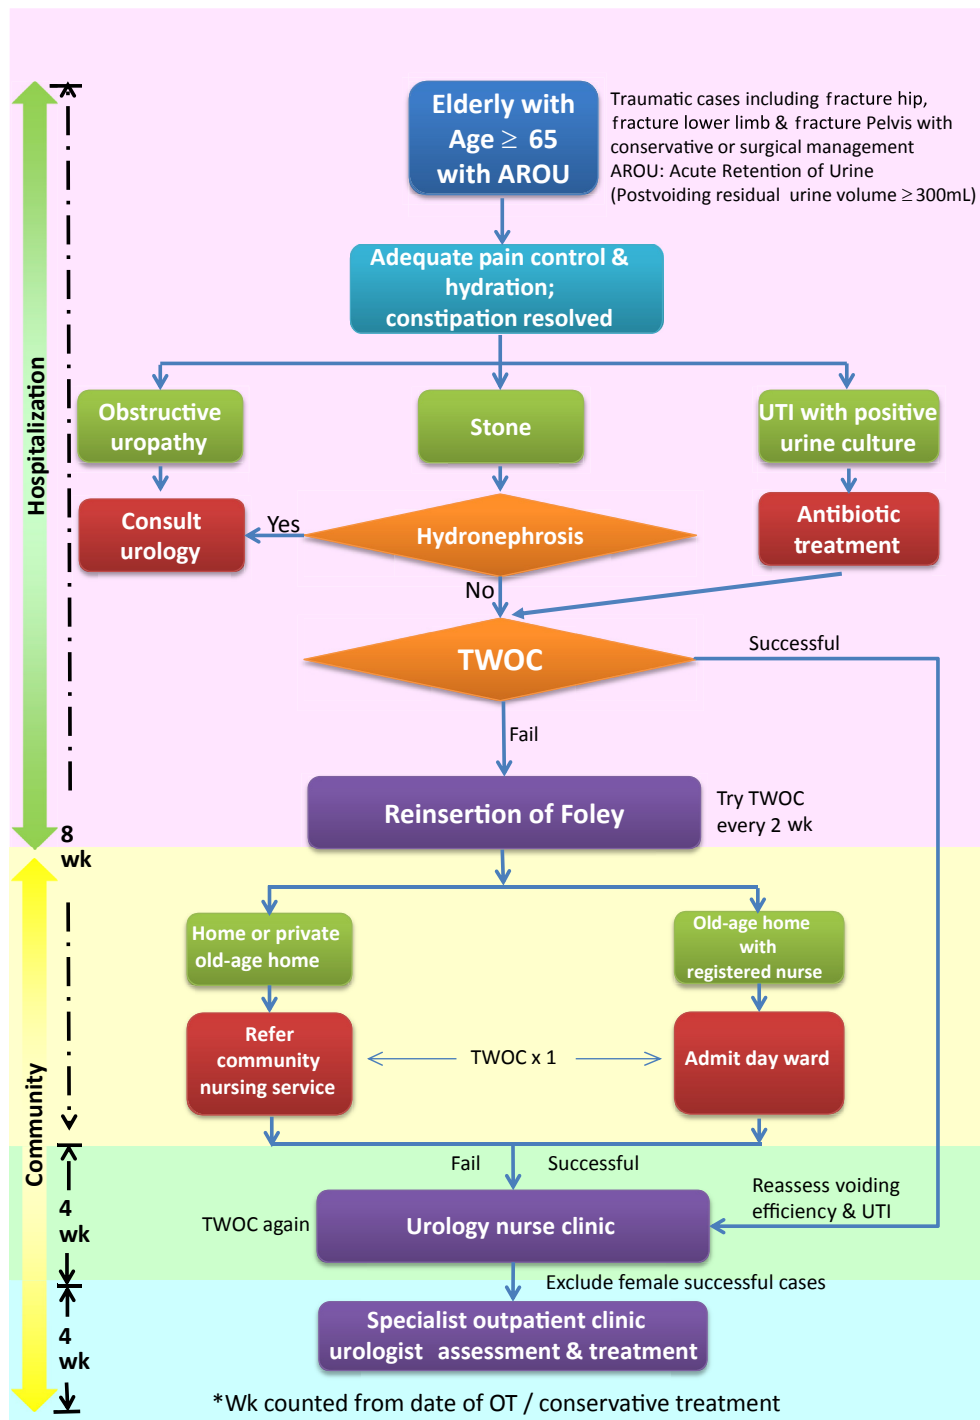 Elderly with
Age ≥ 65
with AROU
Traumatic cases including fracture hip,
fracture lower limb & fracture Pelvis with
conservative or surgical management
AROU: Acute Retention of Urine
(Postvoiding residual urine volume ≥300mL)
Adequate pain control &
hydration;
constipation resolved
Hospitalization
Obstructive
uropathy
Stone
UTI with positive
urine culture
Consult
urology
Yes
Hydronephrosis
Antibiotic
treatment
No
TWOC
Successful
Fail
Reinsertion of Foley
Try TWOC
every 2 wk
8
wk
Home or private
old-age home
Old-age home
with
registered nurse
Refer
community
nursing service
TWOC x 1
Admit day ward
Community
Fail
Successful
4
wk
TWOC again
Urology nurse clinic
Reassess voiding
efficiency & UTI
Exclude female successful cases
4
wk
Specialist outpatient clinic
urologist assessment & treatment
*Wk counted from date of OT / conservative treatment